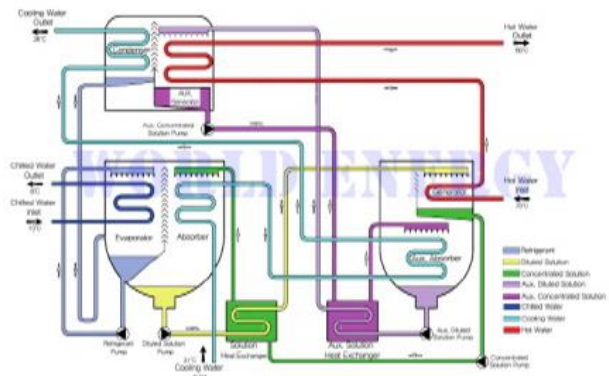 Cooling Water
Outlet
Condenser
Hot Water
Outlet
AUX.
Generator
Aux. Concentrated
Solution Pump
WORLD ENERGY
Chilled Water
Outlet
Chilled Water
Inlet
Evaporator
Absorber
Generator
Hot Water
Inlet
Aux. Absorber
Refrigerant
Diluted Solution
Concentrated Solution
Aux. Diluted Solution
Aux. Concentrated Solution
Chilled Water
Cooling Water
Hot Water
Refrigerant
Pump
Diluted Solution
Pump
Solution
Heat Exchanger
Aux. Solution
Heat Exchanger
Aux. Diluted
Solution Pump
Concentrated
Solution Pump
Cooling Water